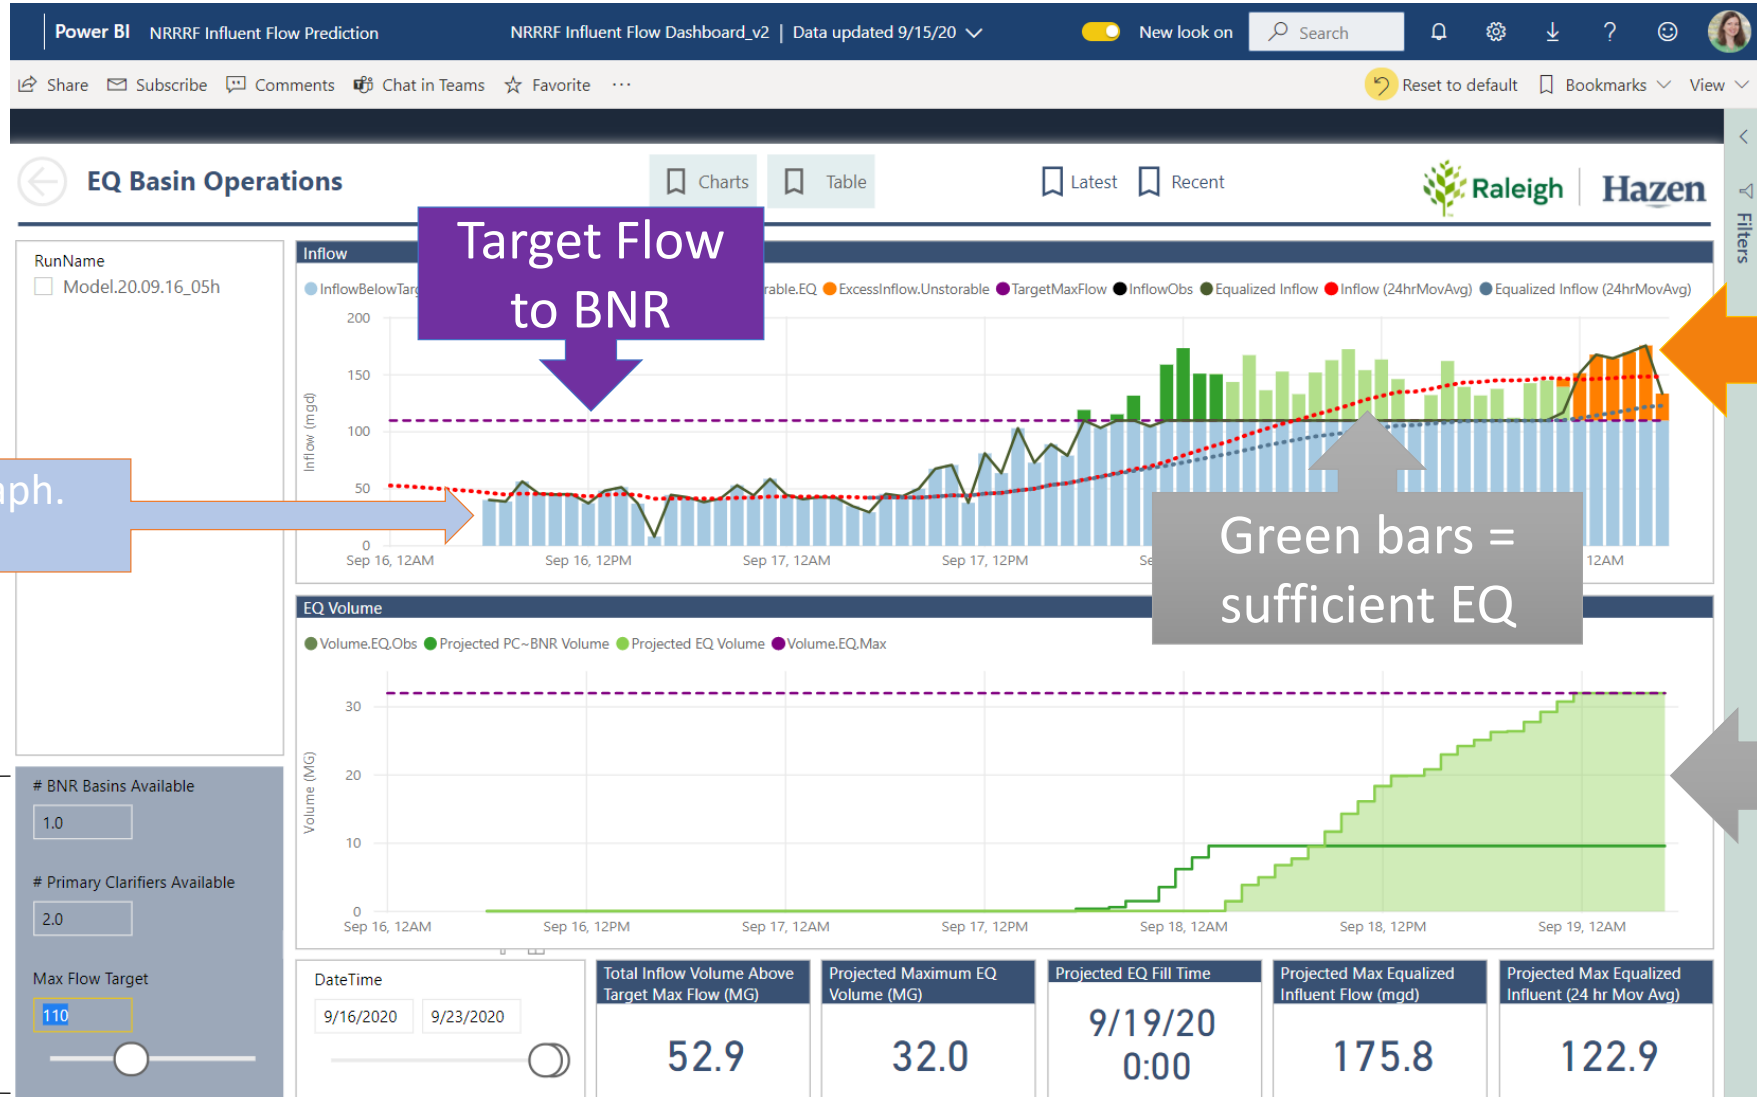 Power BI NRRRF Influent Flow Prediction NRRRF Influent Flow Dashboard_v2 | Data updated 9/15/20 New look on Search
Share Subscribe Comments Chat in Teams Favorite ... Reset to default Bookmarks View
EQ Basin Operations Charts Table Latest Recent Raleigh Hazen
Filters
RunName
Model.20.09.16_05h
Target Flow
to BNR
Inflow
InflowBelowTarg rable.EQ ExcessInflow.Unstorable TargetMaxFlow InflowObs Equalized Inflow Inflow (24hrMovAvg) Equalized Inflow (24hrMovAvg)
200
150
100
50
0
Inflow (mgd)
Sep 16, 12AM Sep 16, 12PM Sep 17, 12AM Sep 17, 12PM Se 12AM
aph.
Green bars =
sufficient EQ
EQ Volume
Volume.EQ.Obs Projected PC~BNR Volume Projected EQ Volume Volume.EQ.Max
30
20
10
0
Volume (MG)
Sep 16, 12AM Sep 16, 12PM Sep 17, 12AM Sep 17, 12PM Sep 18, 12AM Sep 18, 12PM Sep 19, 12AM
# BNR Basins Available
1.0
# Primary Clarifiers Available
2.0
Max Flow Target
110
DateTime
9/16/2020 9/23/2020
Total Inflow Volume Above
Target Max Flow (MG)
52.9
Projected Maximum EQ
Volume (MG)
32.0
Projected EQ Fill Time
9/19/20
0:00
Projected Max Equalized
Influent Flow (mgd)
175.8
Projected Max Equalized
Influent (24 hr Mov Avg)
122.9